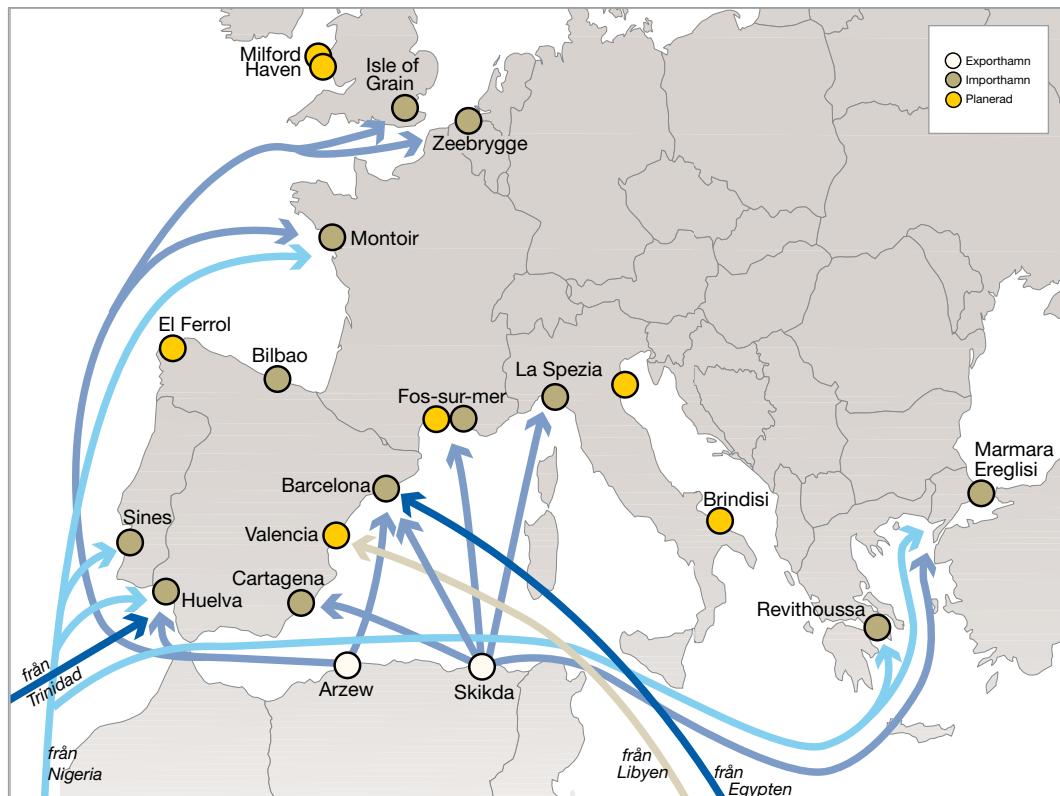 Milford
Haven
Isle of
Grain
Zeebrygge
Exporthamn
Importhamn
Planerad
Montoir
El Ferrol
Bilbao
La Spezia
Fos-sur-mer
Marmara
Ereglisi
Barcelona
Brindisi
Sines
Valencia
Cartagena
Huelva
Revithoussa
från
Trinidad
Arzew
Skikda
från
Nigeria
från
Libyen
från
Egypten